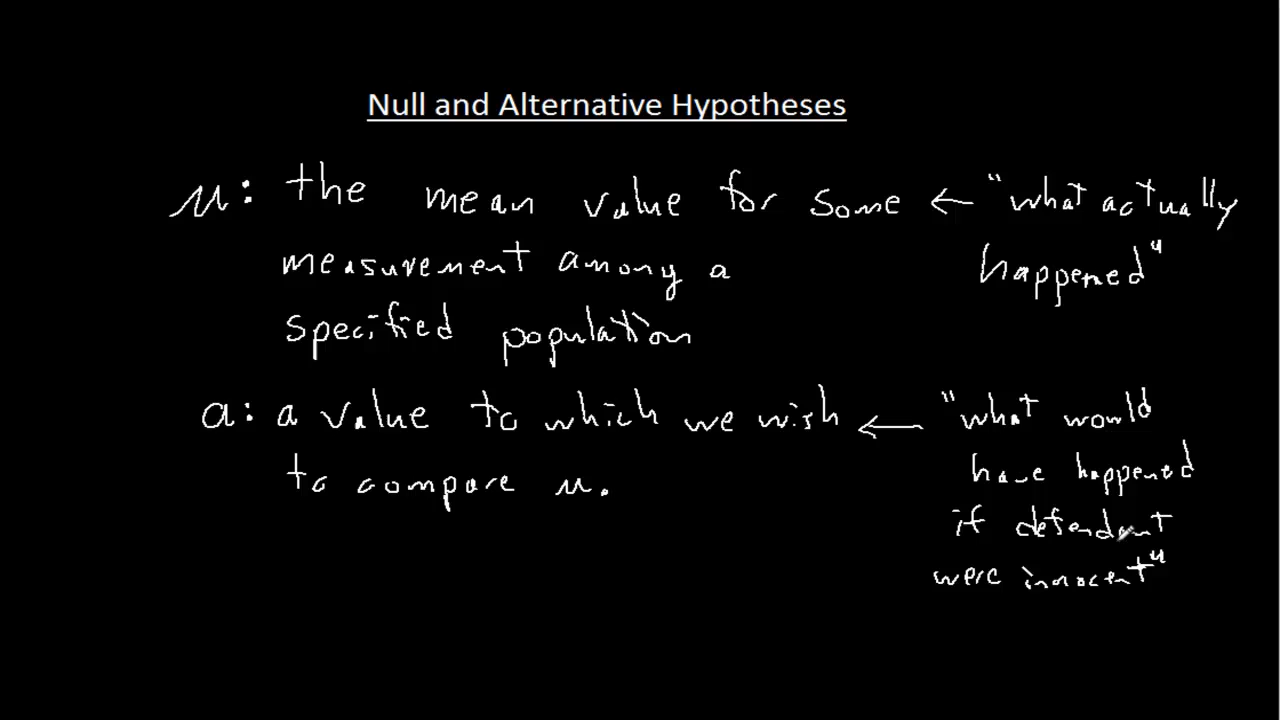 Null and Alternative Hypotheses
μ: the mean value for some ← "what actually
measurement among a happened"
specified population
a: a value to which we wish ← "what would
to compare μ. have happened
if defendant
were innocent"